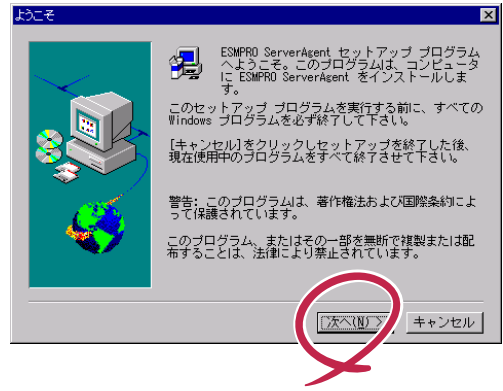 ようこそ
ESMPRO ServerAgent セットアップ プログラム
へようこそ。このプログラムは、コンピュータ
に ESMPRO ServerAgent をインストールしま
す。
このセットアップ プログラムを実行する前に、すべての
Windows プログラムを必ず終了して下さい。
[キャンセル]をクリックしセットアップを終了した後、
現在使用中のプログラムをすべて終了させて下さい。
警告: このプログラムは、著作権法および国際条約によ
って保護されています。
このプログラム、またはその一部を無断で複製または配
布することは、法律により禁止されています。
次へ(N) >
キャンセル